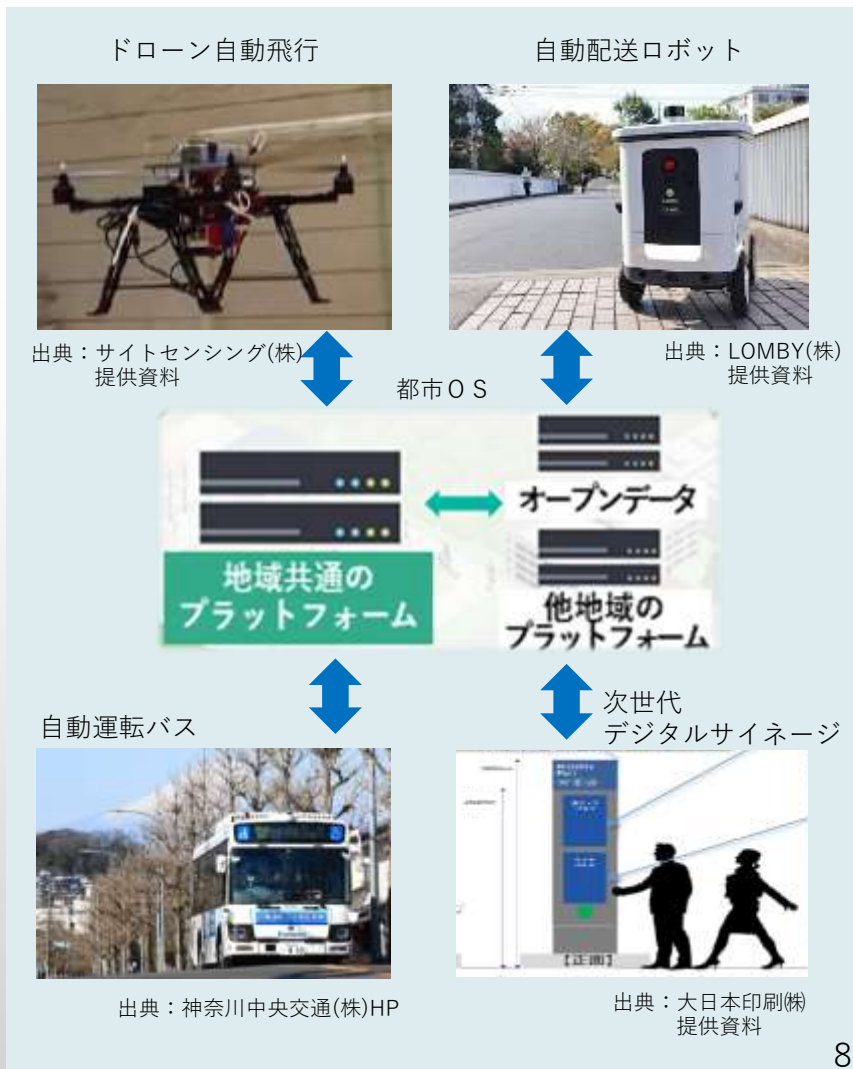 ドローン自動飛行
自動配送ロボット
出典：サイトセンシング(株)
提供資料
出典：LOMBY(株)
提供資料
都市ＯＳ
オープンデータ
地域共通の
プラットフォーム
他地域の
プラットフォーム
自動運転バス
次世代
デジタルサイネージ
【正面】
出典：神奈川中央交通(株)HP
出典：大日本印刷㈱
提供資料
8